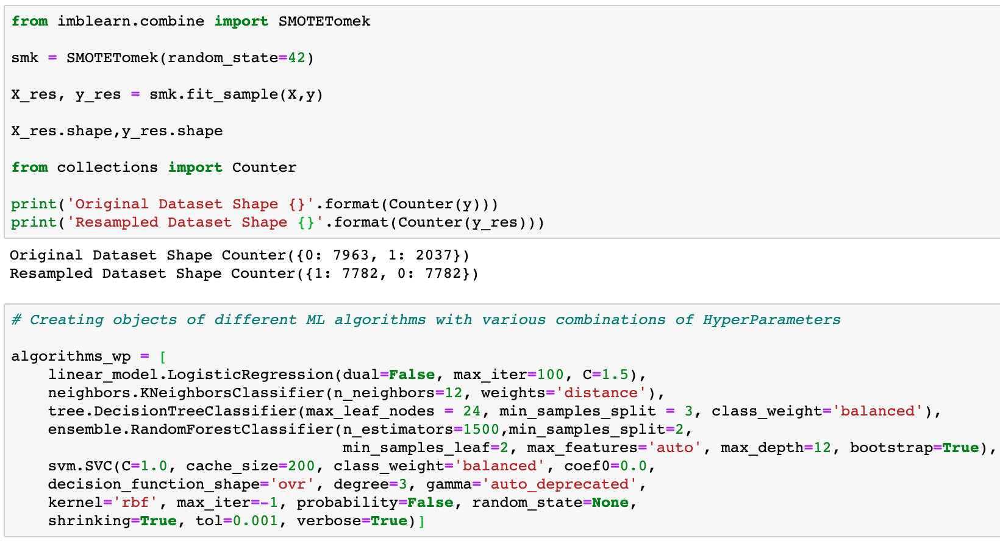 from imblearn.combine import SMOTETomek
smk = SMOTETomek(random_state=42)
X_res, y_res = smk.fit_sample(X,y)
X_res.shape,y_res.shape
from collections import Counter
print('Original Dataset Shape {}'.format(Counter(y)))
print('Resampled Dataset Shape {}'.format(Counter(y_res)))
Original Dataset Shape Counter({0: 7963, 1: 2037})
Resampled Dataset Shape Counter({1: 7782, 0: 7782})
# Creating objects of different ML algorithms with various combinations of HyperParameters
algorithms_wp = [
    linear_model.LogisticRegression(dual=False, max_iter=100, C=1.5),
    neighbors.KNeighborsClassifier(n_neighbors=12, weights='distance'),
    tree.DecisionTreeClassifier(max_leaf_nodes = 24, min_samples_split = 3, class_weight='balanced'),
    ensemble.RandomForestClassifier(n_estimators=1500,min_samples_split=2,
                                    min_samples_leaf=2, max_features='auto', max_depth=12, bootstrap=True),
    svm.SVC(C=1.0, cache_size=200, class_weight='balanced', coef0=0.0,
    decision_function_shape='ovr', degree=3, gamma='auto_deprecated',
    kernel='rbf', max_iter=-1, probability=False, random_state=None,
    shrinking=True, tol=0.001, verbose=True)]